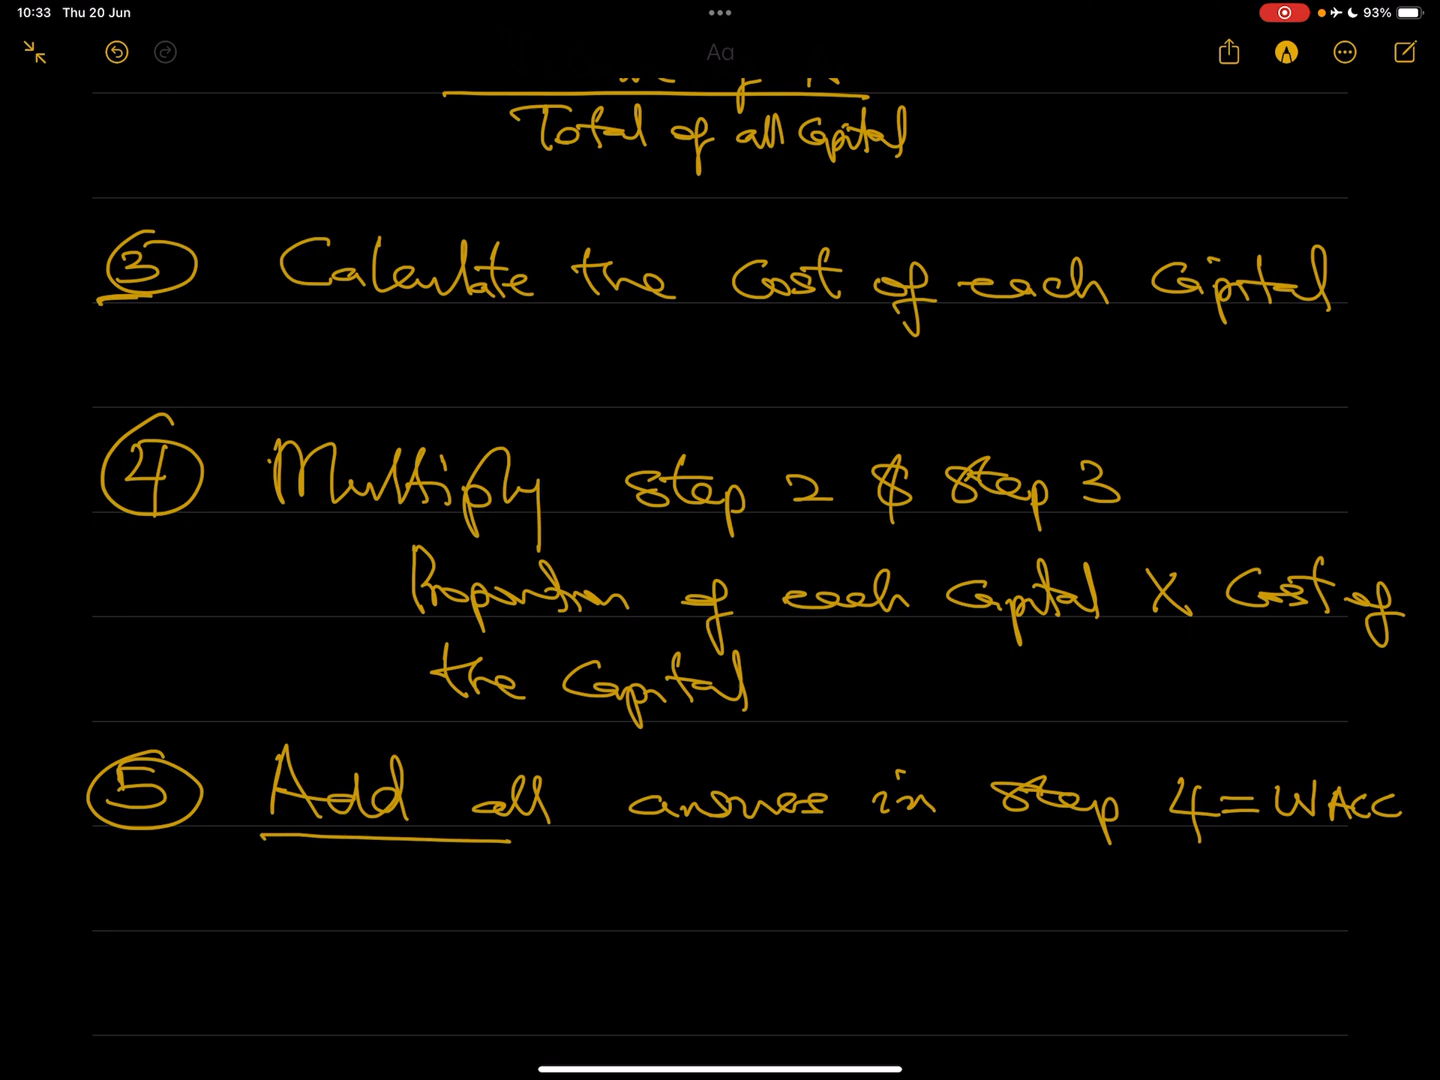 10:33 Thu 20 Jun
93%
Aa
Total of all Capital
3 Calculate the Cost of each Capital
4 Multiply step 2 & step 3
Proportion of each capital X Cost of
the Capital
5 Add all answers in step 4 = WACC